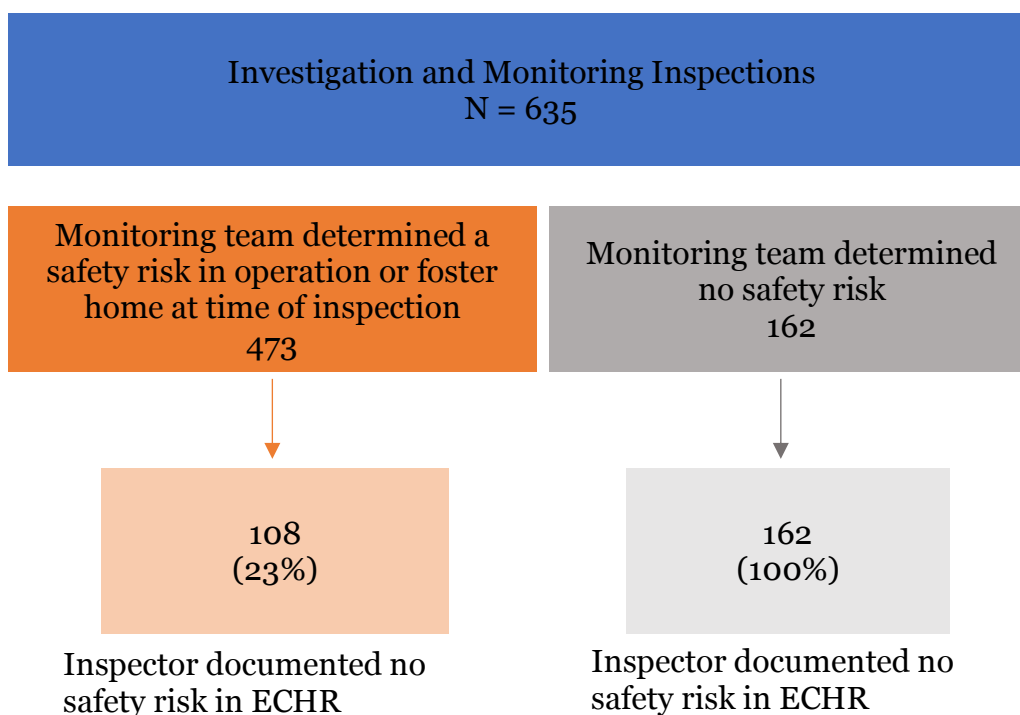 Investigation and Monitoring Inspections
N = 635
Monitoring team determined a
safety risk in operation or foster
home at time of inspection
473
Monitoring team determined
no safety risk
162
108
(23%)
162
(100%)
Inspector documented no
safety risk in ECHR
Inspector documented no
safety risk in ECHR